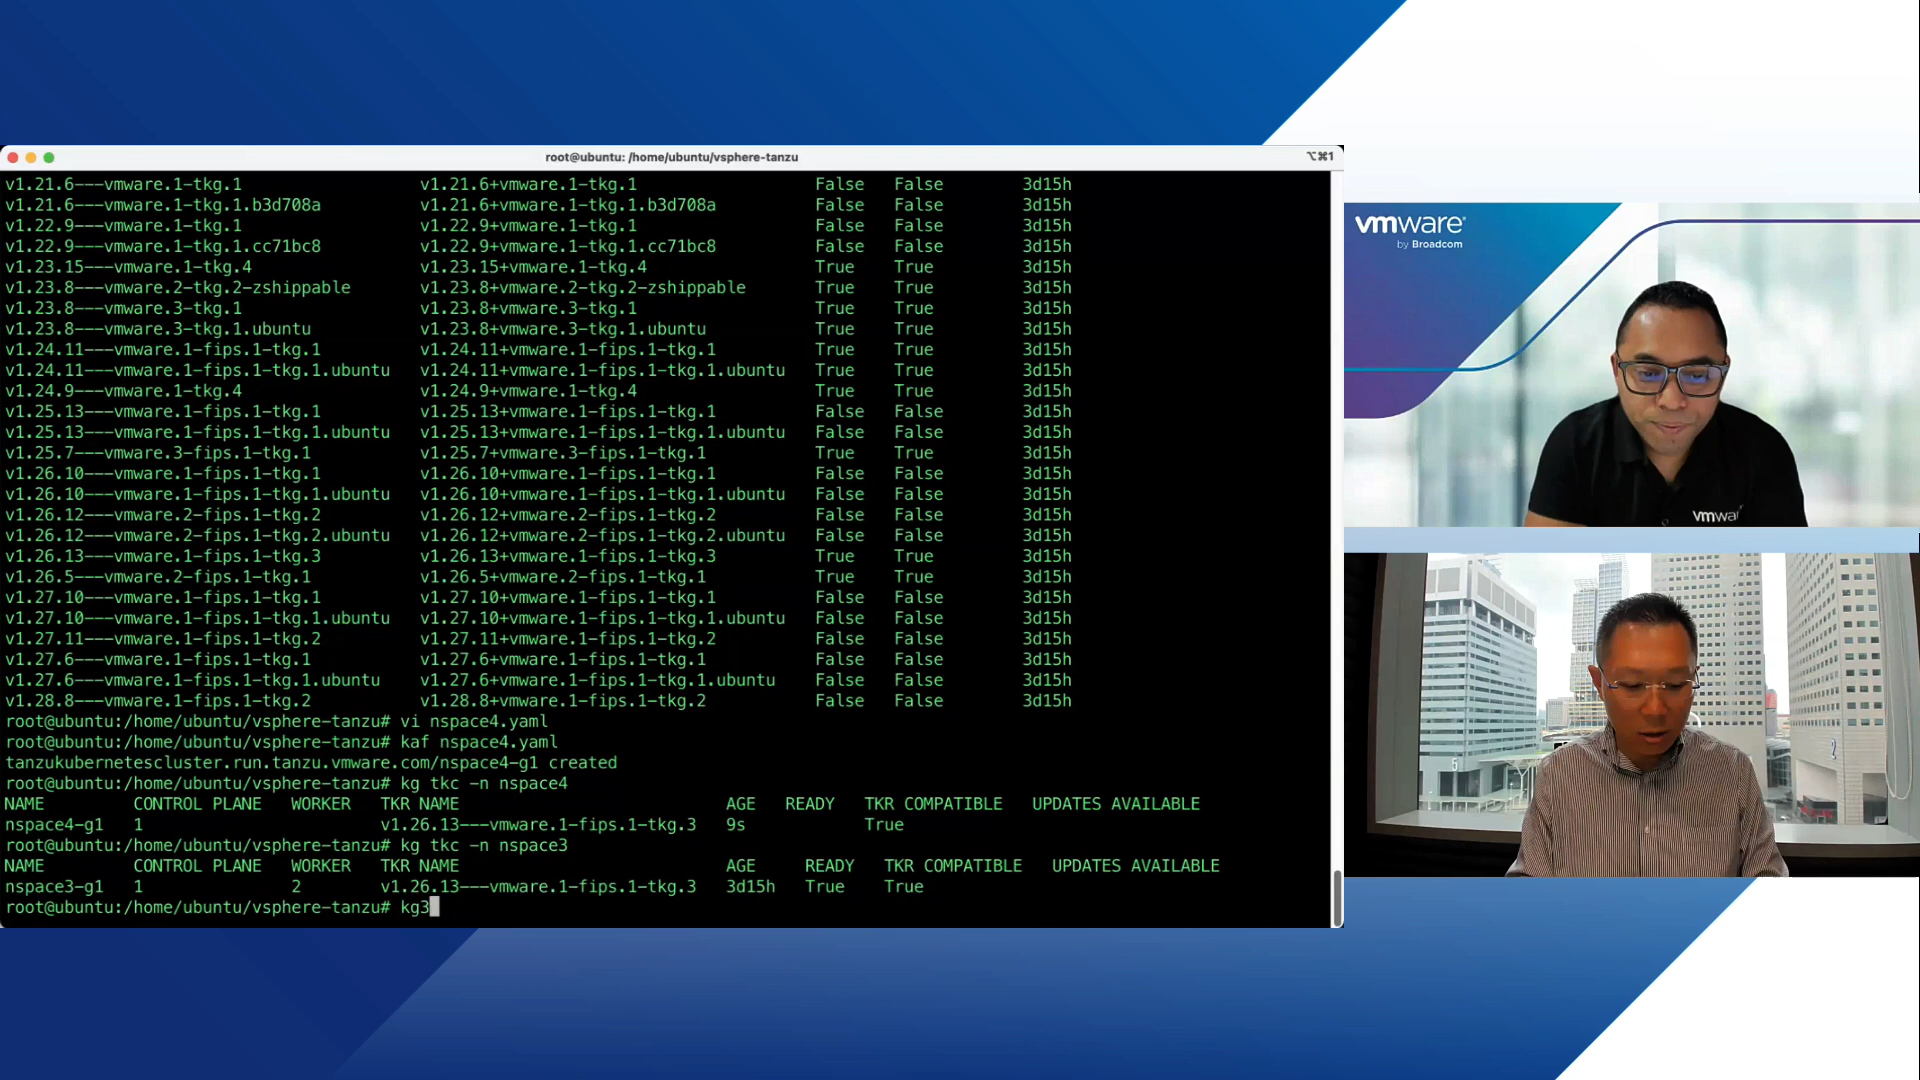 root@ubuntu: /home/ubuntu/vsphere-tanzu
⌥⌘1
v1.21.6---vmware.1-tkg.1 v1.21.6+vmware.1-tkg.1 False False 3d15h
v1.21.6---vmware.1-tkg.1.b3d708a v1.21.6+vmware.1-tkg.1.b3d708a False False 3d15h
v1.22.9---vmware.1-tkg.1 v1.22.9+vmware.1-tkg.1 False False 3d15h
v1.22.9---vmware.1-tkg.1.cc71bc8 v1.22.9+vmware.1-tkg.1.cc71bc8 False False 3d15h
v1.23.15---vmware.1-tkg.4 v1.23.15+vmware.1-tkg.4 True True 3d15h
v1.23.8---vmware.2-tkg.2-zshippable v1.23.8+vmware.2-tkg.2-zshippable True True 3d15h
v1.23.8---vmware.3-tkg.1 v1.23.8+vmware.3-tkg.1 True True 3d15h
v1.23.8---vmware.3-tkg.1.ubuntu v1.23.8+vmware.3-tkg.1.ubuntu True True 3d15h
v1.24.11---vmware.1-fips.1-tkg.1 v1.24.11+vmware.1-fips.1-tkg.1 True True 3d15h
v1.24.11---vmware.1-fips.1-tkg.1.ubuntu v1.24.11+vmware.1-fips.1-tkg.1.ubuntu True True 3d15h
v1.24.9---vmware.1-tkg.4 v1.24.9+vmware.1-tkg.4 True True 3d15h
v1.25.13---vmware.1-fips.1-tkg.1 v1.25.13+vmware.1-fips.1-tkg.1 False False 3d15h
v1.25.13---vmware.1-fips.1-tkg.1.ubuntu v1.25.13+vmware.1-fips.1-tkg.1.ubuntu False False 3d15h
v1.25.7---vmware.3-fips.1-tkg.1 v1.25.7+vmware.3-fips.1-tkg.1 True True 3d15h
v1.26.10---vmware.1-fips.1-tkg.1 v1.26.10+vmware.1-fips.1-tkg.1 False False 3d15h
v1.26.10---vmware.1-fips.1-tkg.1.ubuntu v1.26.10+vmware.1-fips.1-tkg.1.ubuntu False False 3d15h
v1.26.12---vmware.2-fips.1-tkg.2 v1.26.12+vmware.2-fips.1-tkg.2 False False 3d15h
v1.26.12---vmware.2-fips.1-tkg.2.ubuntu v1.26.12+vmware.2-fips.1-tkg.2.ubuntu False False 3d15h
v1.26.13---vmware.1-fips.1-tkg.3 v1.26.13+vmware.1-fips.1-tkg.3 True True 3d15h
v1.26.5---vmware.2-fips.1-tkg.1 v1.26.5+vmware.2-fips.1-tkg.1 True True 3d15h
v1.27.10---vmware.1-fips.1-tkg.1 v1.27.10+vmware.1-fips.1-tkg.1 False False 3d15h
v1.27.10---vmware.1-fips.1-tkg.1.ubuntu v1.27.10+vmware.1-fips.1-tkg.1.ubuntu False False 3d15h
v1.27.11---vmware.1-fips.1-tkg.2 v1.27.11+vmware.1-fips.1-tkg.2 False False 3d15h
v1.27.6---vmware.1-fips.1-tkg.1 v1.27.6+vmware.1-fips.1-tkg.1 False False 3d15h
v1.27.6---vmware.1-fips.1-tkg.1.ubuntu v1.27.6+vmware.1-fips.1-tkg.1.ubuntu False False 3d15h
v1.28.8---vmware.1-fips.1-tkg.2 v1.28.8+vmware.1-fips.1-tkg.2 False False 3d15h
root@ubuntu:/home/ubuntu/vsphere-tanzu# vi nspace4.yaml
root@ubuntu:/home/ubuntu/vsphere-tanzu# kaf nspace4.yaml
tanzukubernetescluster.run.tanzu.vmware.com/nspace4-g1 created
root@ubuntu:/home/ubuntu/vsphere-tanzu# kg tkc -n nspace4
NAME CONTROL PLANE WORKER TKR NAME AGE READY TKR COMPATIBLE UPDATES AVAILABLE
nspace4-g1 1 v1.26.13---vmware.1-fips.1-tkg.3 9s True
root@ubuntu:/home/ubuntu/vsphere-tanzu# kg tkc -n nspace3
NAME CONTROL PLANE WORKER TKR NAME AGE READY TKR COMPATIBLE UPDATES AVAILABLE
nspace3-g1 1 2 v1.26.13---vmware.1-fips.1-tkg.3 3d15h True True
root@ubuntu:/home/ubuntu/vsphere-tanzu# kg3
vmware®
by Broadcom
vmwa
5
2